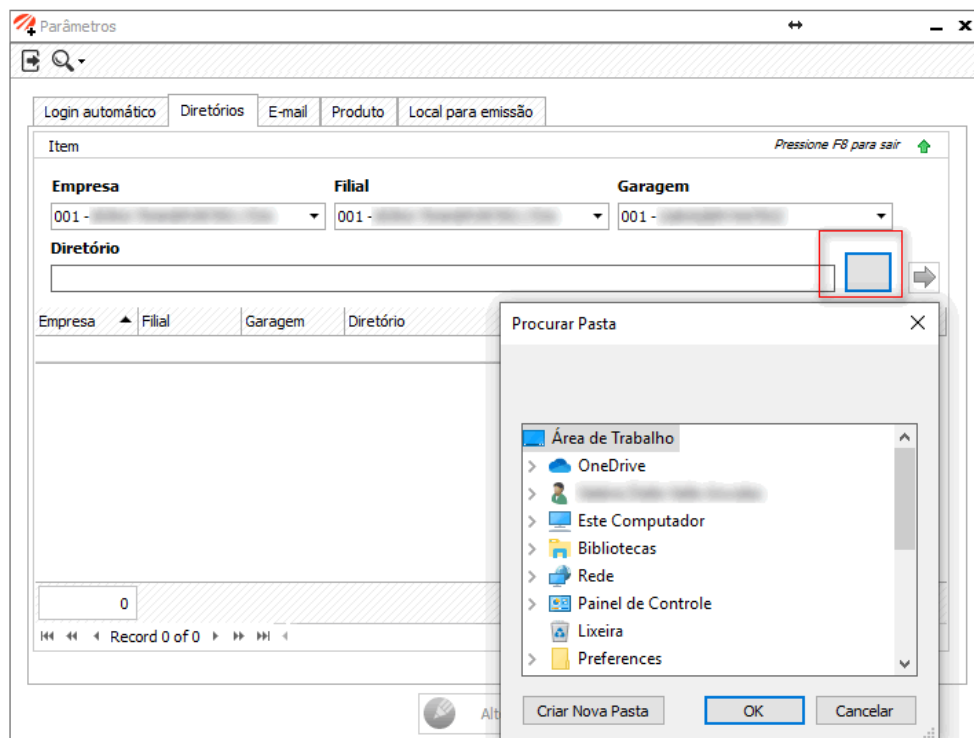 Parâmetros
Login automático Diretórios E-mail Produto Local para emissão
Item Pressione F8 para sair
Empresa Filial Garagem
001 - 001 - 001 -
Diretório
Empresa Filial Garagem Diretório
Procurar Pasta
Área de Trabalho
OneDrive
Este Computador
Bibliotecas
Rede
Painel de Controle
Lixeira
Preferences
0
Record 0 of 0
Alt
Criar Nova Pasta OK Cancelar